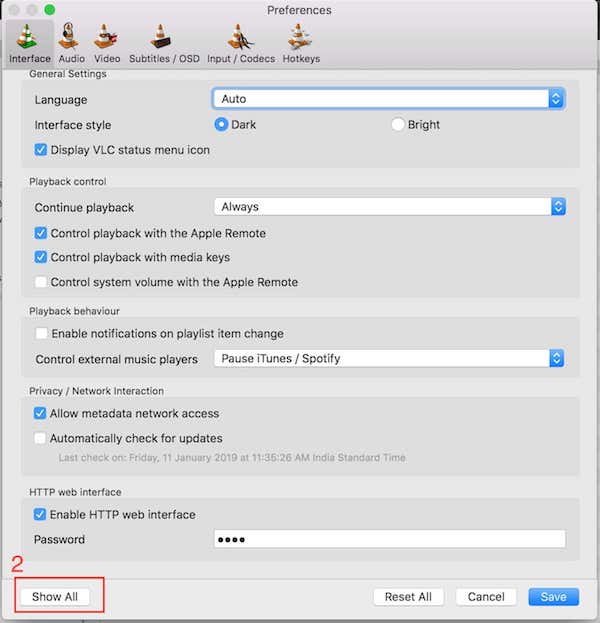 Preferences
Interface Audio Video Subtitles / OSD Input / Codecs Hotkeys
General Settings
Language Auto
Interface style Dark Bright
Display VLC status menu icon
Playback control
Continue playback Always
Control playback with the Apple Remote
Control playback with media keys
Control system volume with the Apple Remote
Playback behaviour
Enable notifications on playlist item change
Control external music players Pause iTunes / Spotify
Privacy / Network Interaction
Allow metadata network access
Automatically check for updates
Last check on: Friday, 11 January 2019 at 11:35:26 AM India Standard Time
HTTP web interface
Enable HTTP web interface
Password ••••
2
Show All Reset All Cancel Save